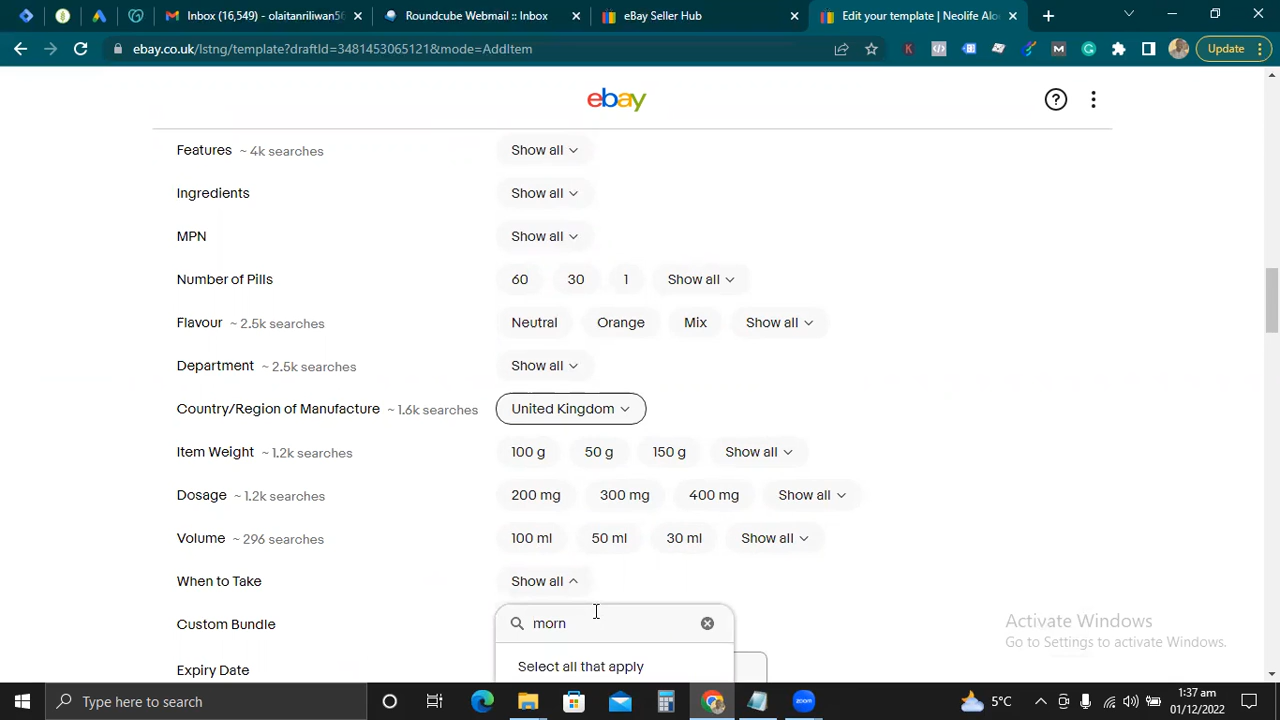 Inbox (16,549) - olaitanriliwan5
Roundcube Webmail :: Inbox
eBay Seller Hub
Edit your template | Neolife Alo
ebay.co.uk/lstng/template?draftId=3481453065121&mode=AddItem
Update
ebay
Features ~ 4k searches Show all
Ingredients Show all
MPN Show all
Number of Pills 60 30 1 Show all
Flavour ~ 2.5k searches Neutral Orange Mix Show all
Department ~ 2.5k searches Show all
Country/Region of Manufacture ~ 1.6k searches United Kingdom
Item Weight ~ 1.2k searches 100 g 50 g 150 g Show all
Dosage ~ 1.2k searches 200 mg 300 mg 400 mg Show all
Volume ~ 296 searches 100 ml 50 ml 30 ml Show all
When to Take Show all
Custom Bundle morn
Expiry Date Select all that apply
Activate Windows
Go to Settings to activate Windows.
Type here to search
5°C
1:37 am
01/12/2022